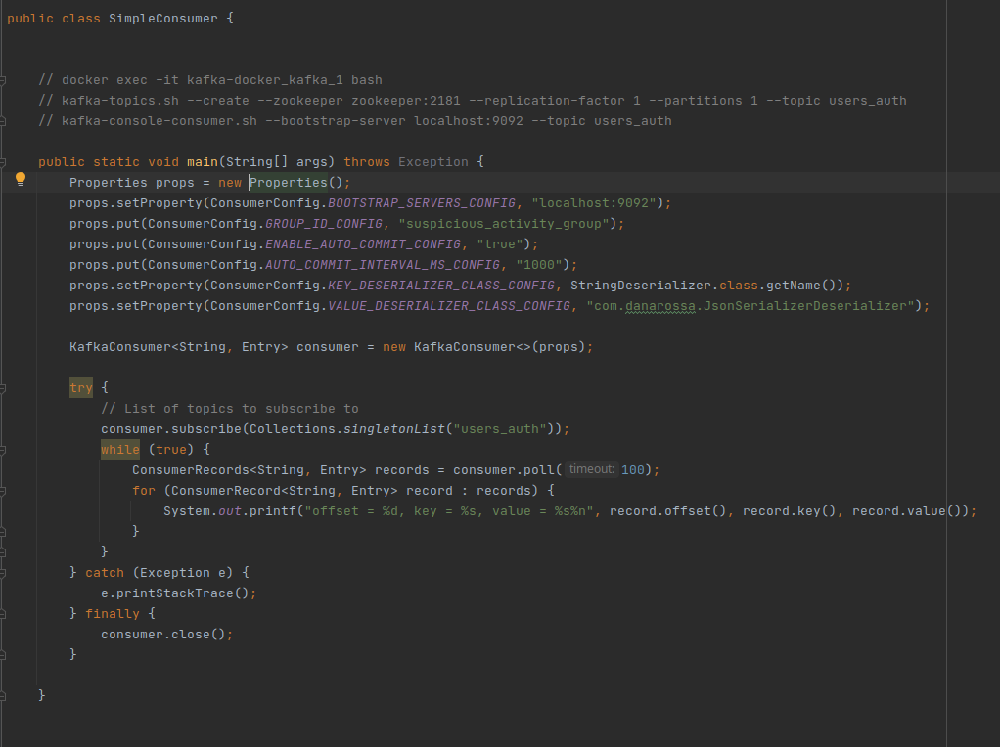 public class SimpleConsumer {
// docker exec -it kafka-docker_kafka_1 bash
// kafka-topics.sh --create --zookeeper zookeeper:2181 --replication-factor 1 --partitions 1 --topic users_auth
// kafka-console-consumer.sh --bootstrap-server localhost:9092 --topic users_auth
public static void main(String[] args) throws Exception {
Properties props = new Properties();
props.setProperty(ConsumerConfig.BOOTSTRAP_SERVERS_CONFIG, "localhost:9092");
props.put(ConsumerConfig.GROUP_ID_CONFIG, "suspicious_activity_group");
props.put(ConsumerConfig.ENABLE_AUTO_COMMIT_CONFIG, "true");
props.put(ConsumerConfig.AUTO_COMMIT_INTERVAL_MS_CONFIG, "1000");
props.setProperty(ConsumerConfig.KEY_DESERIALIZER_CLASS_CONFIG, StringDeserializer.class.getName());
props.setProperty(ConsumerConfig.VALUE_DESERIALIZER_CLASS_CONFIG, "com.danarossa.JsonSerializerDeserializer");
KafkaConsumer<String, Entry> consumer = new KafkaConsumer<>(props);
try {
// List of topics to subscribe to
consumer.subscribe(Collections.singletonList("users_auth"));
while (true) {
ConsumerRecords<String, Entry> records = consumer.poll( timeout: 100);
for (ConsumerRecord<String, Entry> record : records) {
System.out.printf("offset = %d, key = %s, value = %s%n", record.offset(), record.key(), record.value());
}
}
} catch (Exception e) {
e.printStackTrace();
} finally {
consumer.close();
}
}